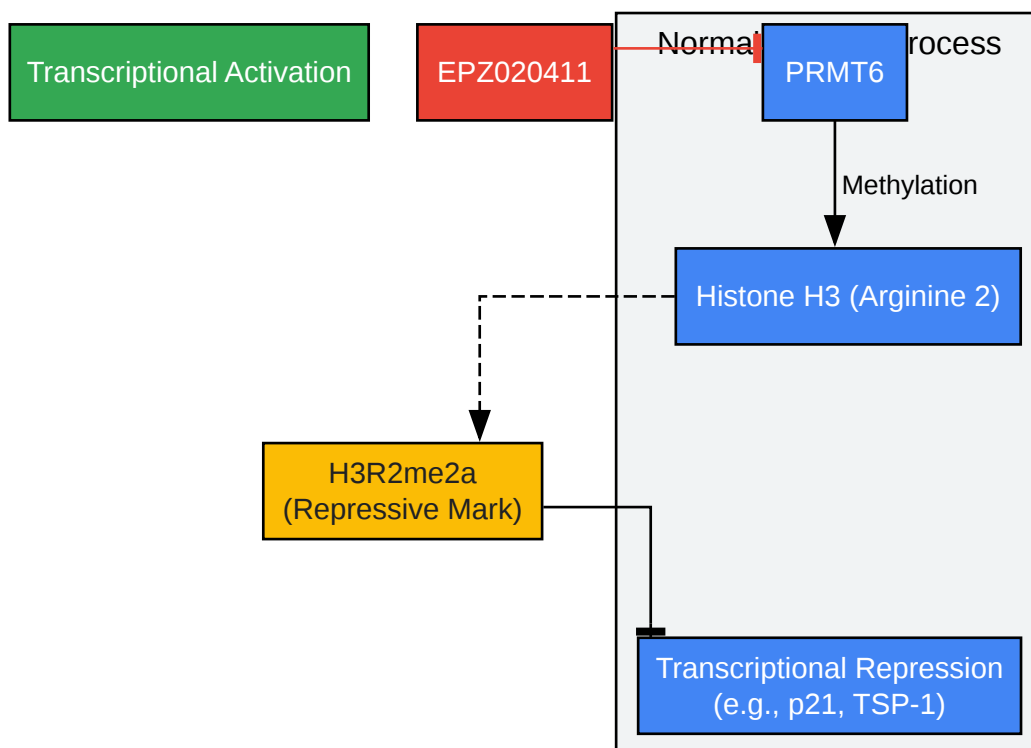 Transcriptional Activation
EPZ020411
Norma
rocess
PRMT6
Methylation
Histone H3 (Arginine 2)
H3R2me2a
(Repressive Mark)
Transcriptional Repression
(e.g., p21, TSP-1)